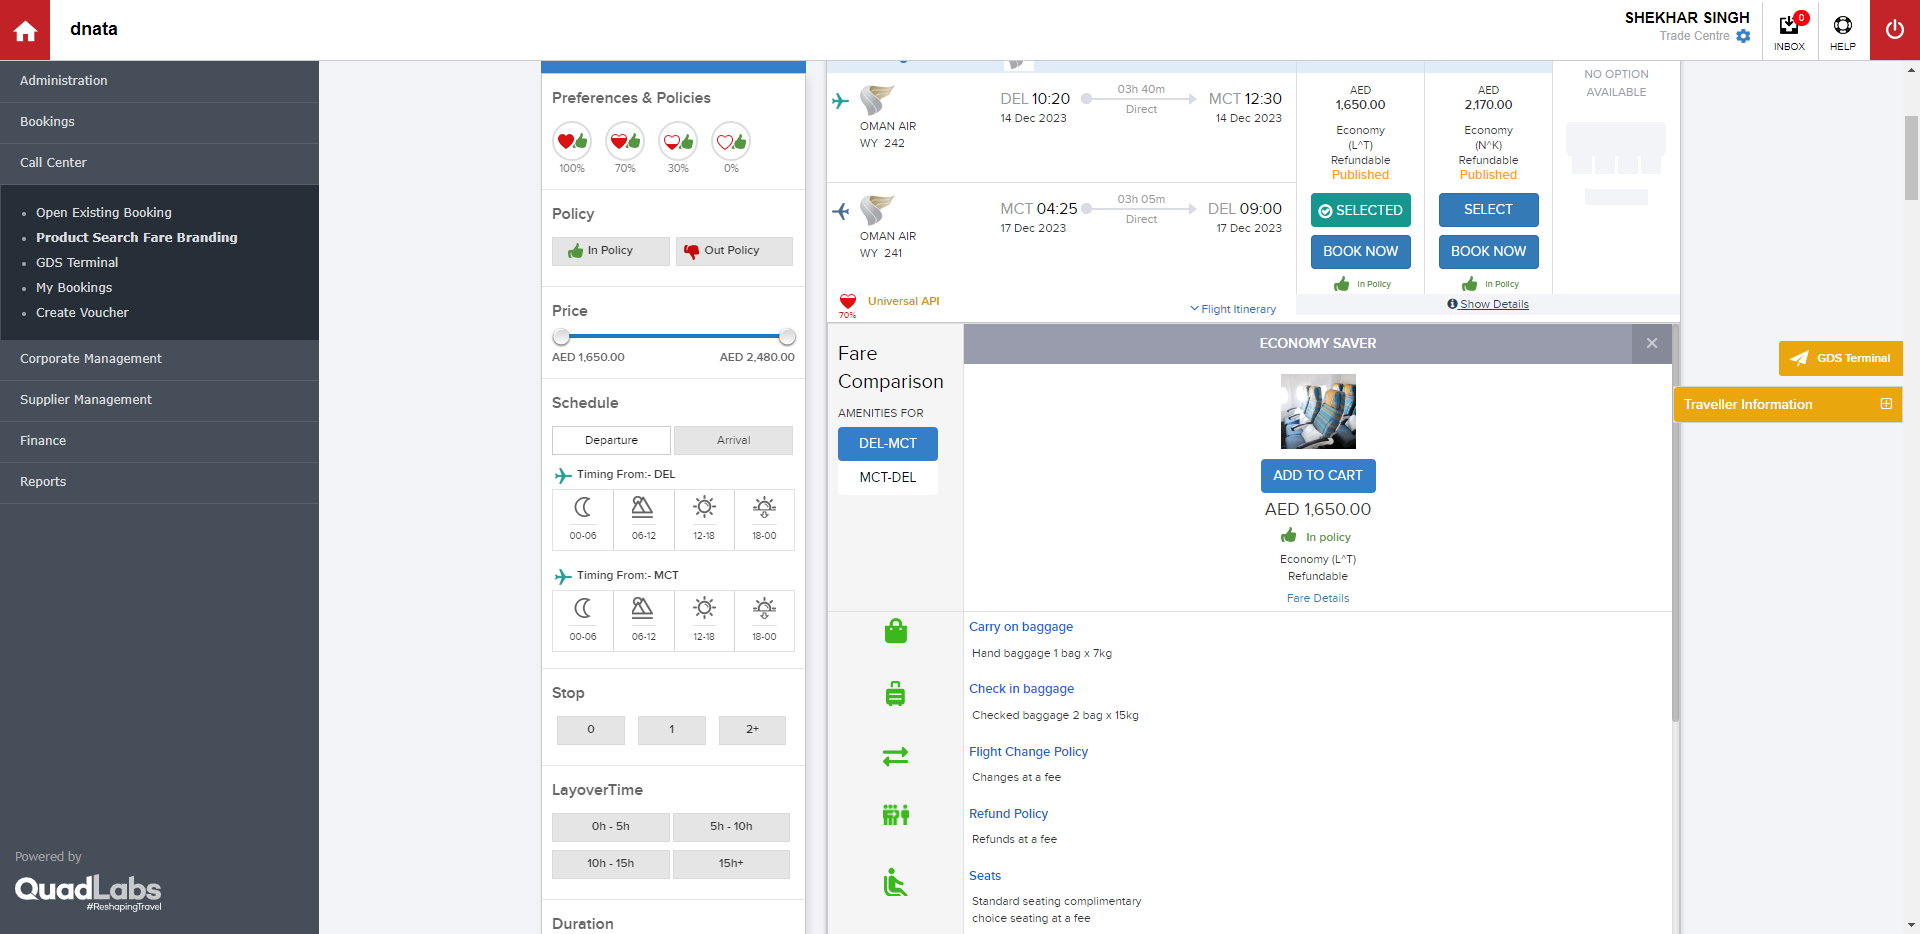 dnata
SHEKHAR SINGH
Trade Centre
0
INBOX
HELP
Administration
Bookings
Call Center
Open Existing Booking
Product Search Fare Branding
GDS Terminal
My Bookings
Create Voucher
Corporate Management
Supplier Management
Finance
Reports
Powered by
QuadLabs
#ReshapingTravel
Preferences & Policies
100% 70% 30% 0%
Policy
In Policy Out Policy
Price
AED 1,650.00 AED 2,480.00
Schedule
Departure Arrival
Timing From:- DEL
00-06 06-12 12-18 18-00
Timing From:- MCT
00-06 06-12 12-18 18-00
Stop
0 1 2+
LayoverTime
0h - 5h 5h - 10h
10h - 15h 15h+
Duration
OMAN AIR
WY 242
DEL 10:20
14 Dec 2023
03h 40m
Direct
MCT 12:30
14 Dec 2023
OMAN AIR
WY 241
MCT 04:25
17 Dec 2023
03h 05m
Direct
DEL 09:00
17 Dec 2023
70%
Universal API
Flight Itinerary
AED
1,650.00
Economy
(L^T)
Refundable
Published
SELECTED
BOOK NOW
In Policy
AED
2,170.00
Economy
(N^K)
Refundable
Published
SELECT
BOOK NOW
In Policy
NO OPTION
AVAILABLE
Show Details
Fare
Comparison
AMENITIES FOR
DEL-MCT
MCT-DEL
ECONOMY SAVER
ADD TO CART
AED 1,650.00
In policy
Economy (L^T)
Refundable
Fare Details
Carry on baggage
Hand baggage 1 bag x 7kg
Check in baggage
Checked baggage 2 bag x 15kg
Flight Change Policy
Changes at a fee
Refund Policy
Refunds at a fee
Seats
Standard seating complimentary
choice seating at a fee
GDS Terminal
Traveller Information